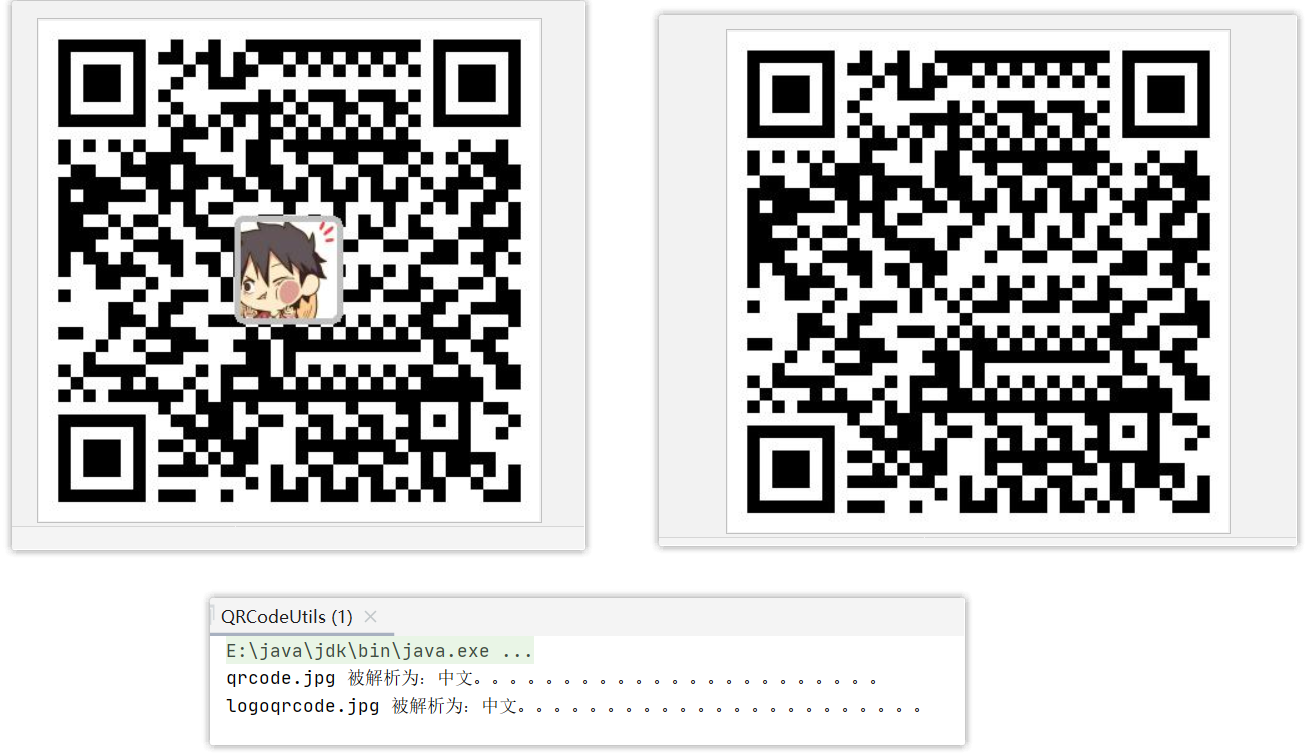 QRCodeUtils (1)
E:\java\jdk\bin\java.exe ...
qrcode.jpg 被解析为: 中文。。。。。。。。。。。。。。。。。。。。。。。
logoqrcode.jpg 被解析为: 中文。。。。。。。。。。。。。。。。。。。。。。。